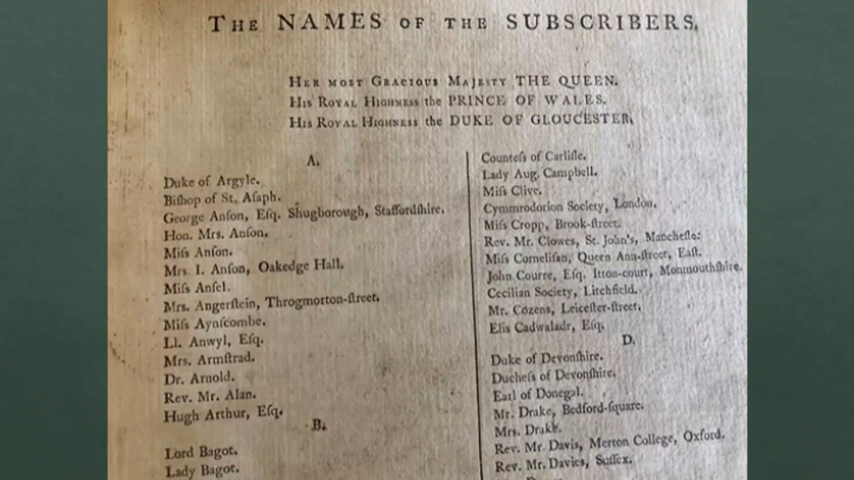 THE NAMES OF THE SUBSCRIBERS.
HER MOST GRACIOUS MAJESTY THE QUEEN.
HIS ROYAL HIGHNESS the PRINCE OF WALES.
HIS ROYAL HIGHNESS the DUKE OF GLOUCESTER.
A.
Duke of Argyle.
Biſhop of St. Aſaph.
George Anſon, Eſq. Shugborough, Staffordſhire.
Hon. Mrs. Anſon.
Miſs Anſon.
Mrs. I. Anſon, Oakedge Hall.
Miſs Anſel.
Mrs. Angerſtein, Throgmorton-ſtreet.
Miſs Aynſcombe.
Ll. Anwyl, Eſq.
Mrs. Armſtrad.
Dr. Arnold.
Rev. Mr. Alan.
Hugh Arthur, Eſq.
B.
Lord Bagot.
Lady Bagot.
Counteſs of Carliſle.
Lady Aug. Campbell.
Miſs Clive.
Cymmrodorion Society, London.
Miſs Cropp, Brook-ſtreet.
Rev. Mr. Clowes, St. John's,
Miſs Queen Ann-ſtreet, Eaſt.
John Courre, Eſq. Itton-court, Monmouthſhire.
Cecilian Society, Litchfield.
Mr. Cozens, Leiceſter-ſtreet.
Elis Cadwaladr, Eſq.
D.
Duke of Devonſhire.
Ducheſs of Devonſhire.
Earl of Donegal.
Mr. Drake, Bedford-ſquare.
Mrs. Drake.
Rev. Mr. Davis, Merton College, Oxford.
Rev. Mr. Davies, Suſſex.